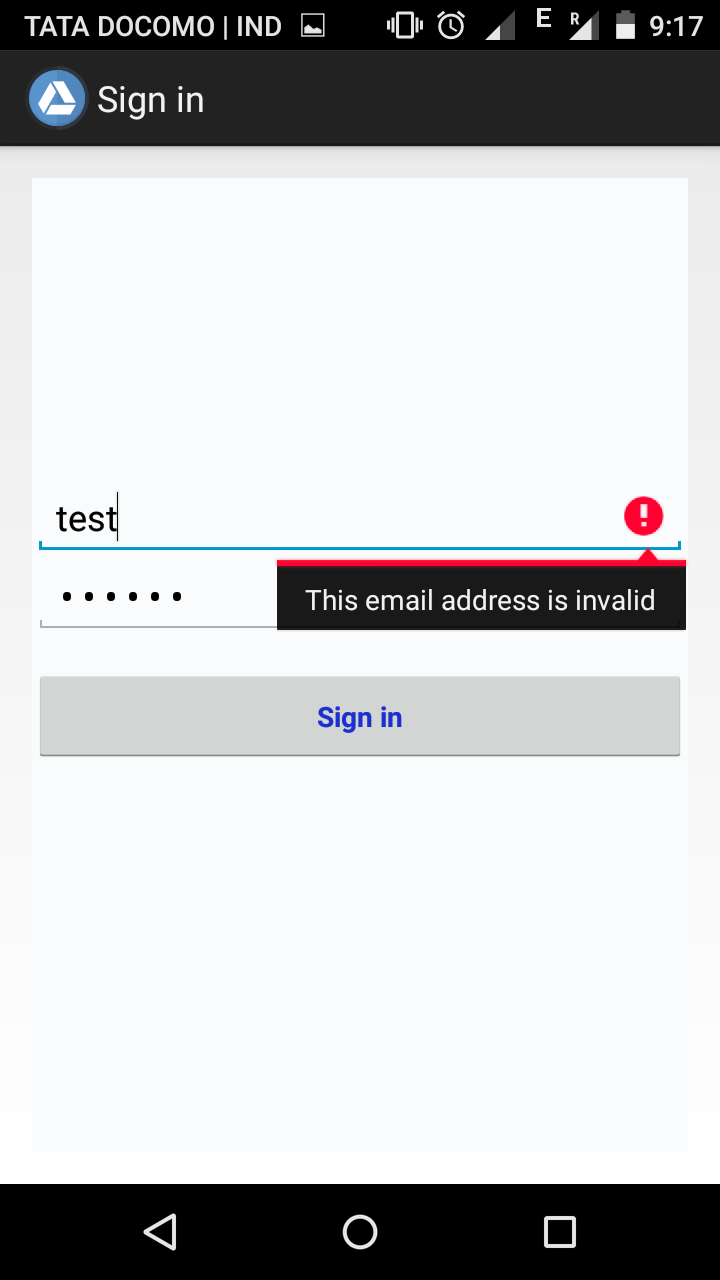 TATA DOCOMO | IND E R 9:17
Sign in
test
••••••
This email address is invalid
Sign in